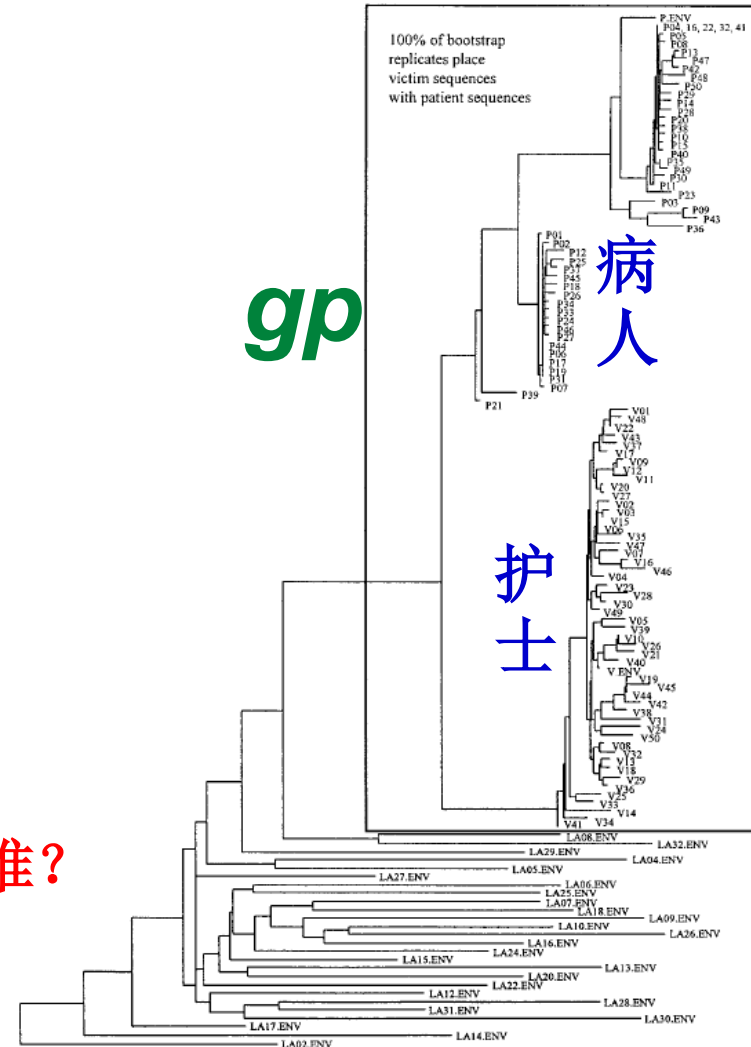 100% of bootstrap
replicates place
victim sequences
with patient sequences
P.ENV
P04, 16, 22, 32, 41
P05
P08
P13
P47
P42
P48
P50
P29
P14
P28
P20
P38
P10
P15
P40
P35
P49
P30
P11
P23
P03
P09
P43
P36
gp
病
人
P01
P02
P12
P25
P37
P45
P18
P26
P34
P33
P24
P46
P27
P44
P06
P17
P19
P31
P07
P39
P21
护
士
V01
V48
V22
V43
V37
V17
V09
V12
V11
V20
V27
V02
V03
V15
V06
V35
V47
V07
V16
V46
V04
V23
V28
V30
V49
V05
V39
V10
V26
V21
V40
V.ENV
V19
V45
V44
V42
V38
V31
V24
V50
V08
V32
V13
V18
V29
V36
V25
V33
V14
V41
V34
?
LA08.ENV
LA32.ENV
LA29.ENV
LA04.ENV
LA05.ENV
LA27.ENV
LA06.ENV
LA25.ENV
LA07.ENV
LA18.ENV
LA09.ENV
LA10.ENV
LA26.ENV
LA16.ENV
LA24.ENV
LA15.ENV
LA13.ENV
LA20.ENV
LA22.ENV
LA12.ENV
LA28.ENV
LA31.ENV
LA30.ENV
LA17.ENV
LA14.ENV
LA02.ENV